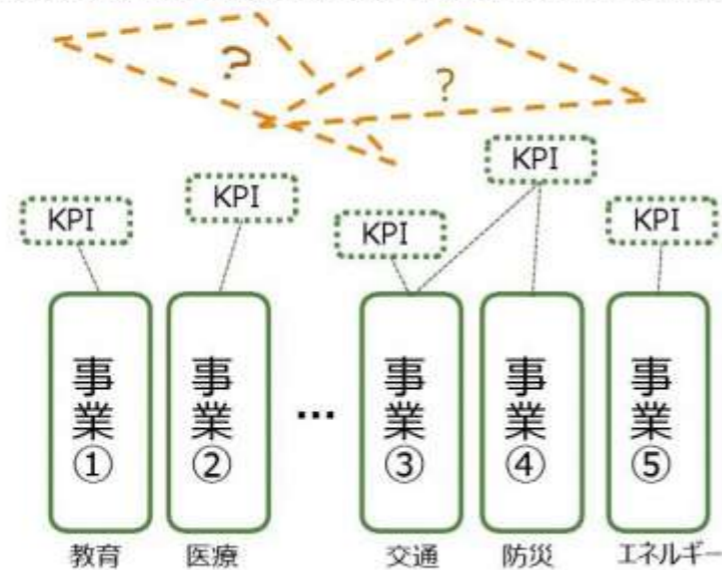 ?
?
KPI
KPI
KPI
KPI
KPI
事業①
事業②
…
事業③
事業④
事業⑤
教育
医療
交通
防災
エネルギー